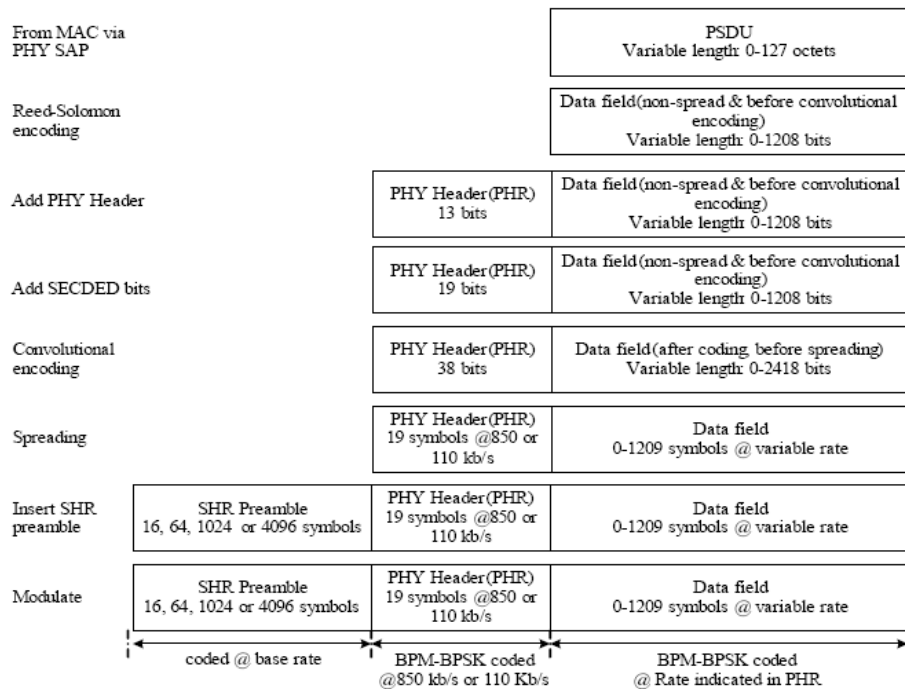 From MAC via
PHY SAP
PSDU
Variable length: 0-127 octets
Reed-Solomon
encoding
Data field(non-spread & before convolutional
encoding)
Variable length: 0-1208 bits
Add PHY Header
PHY Header(PHR)
13 bits
Data field(non-spread & before convolutional
encoding)
Variable length: 0-1208 bits
Add SECDED bits
PHY Header(PHR)
19 bits
Data field(non-spread & before convolutional
encoding)
Variable length: 0-1208 bits
Convolutional
encoding
PHY Header(PHR)
38 bits
Data field(after coding, before spreading)
Variable length: 0-2418 bits
Spreading
PHY Header(PHR)
19 symbols @850 or
110 kb/s
Data field
0-1209 symbols @ variable rate
Insert SHR
preamble
SHR Preamble
16, 64, 1024 or 4096 symbols
PHY Header(PHR)
19 symbols @850 or
110 kb/s
Data field
0-1209 symbols @ variable rate
Modulate
SHR Preamble
16, 64, 1024 or 4096 symbols
PHY Header(PHR)
19 symbols @850 or
110 kb/s
Data field
0-1209 symbols @ variable rate
coded @ base rate
BPM-BPSK coded
@850 kb/s or 110 Kb/s
BPM-BPSK coded
@ Rate indicated in PHR